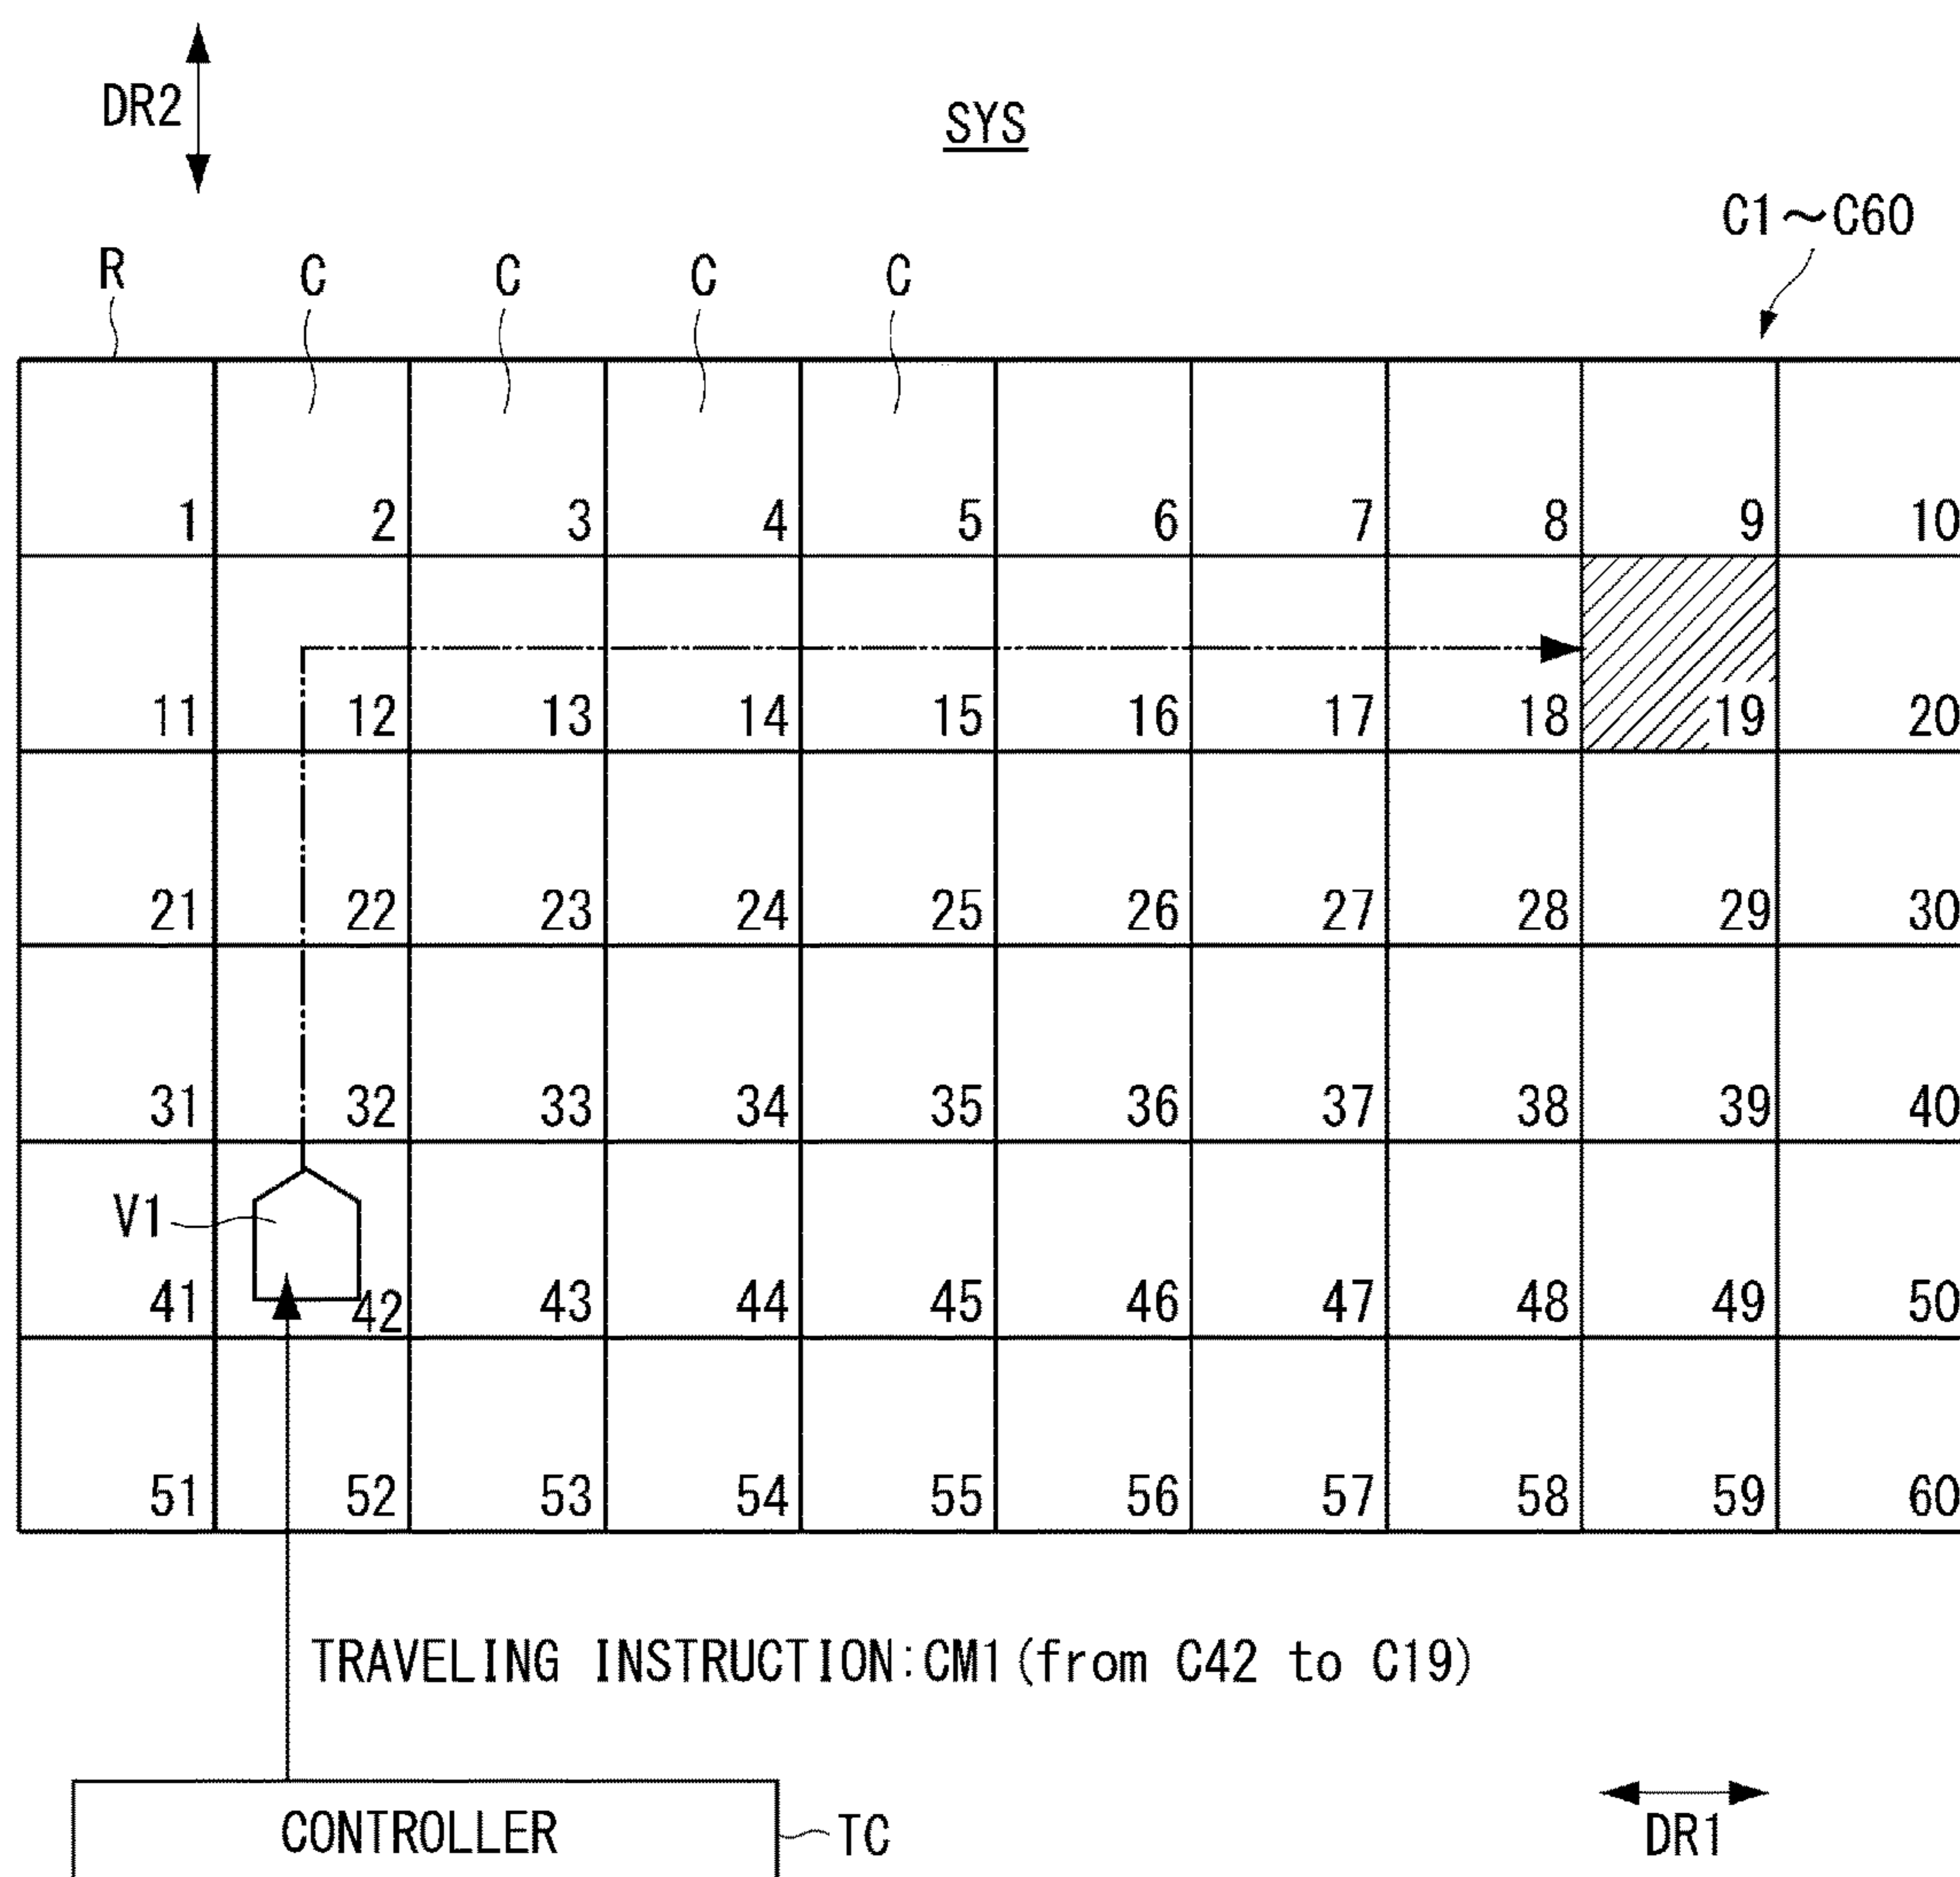 DR2
SYS
C1~C60
R C C C C
1 2 3 4 5 6 7 8 9 10
11 12 13 14 15 16 17 18 19 20
21 22 23 24 25 26 27 28 29 30
31 32 33 34 35 36 37 38 39 40
V1
41 42 43 44 45 46 47 48 49 50
51 52 53 54 55 56 57 58 59 60
TRAVELING INSTRUCTION:CM1(from C42 to C19)
CONTROLLER TC DR1